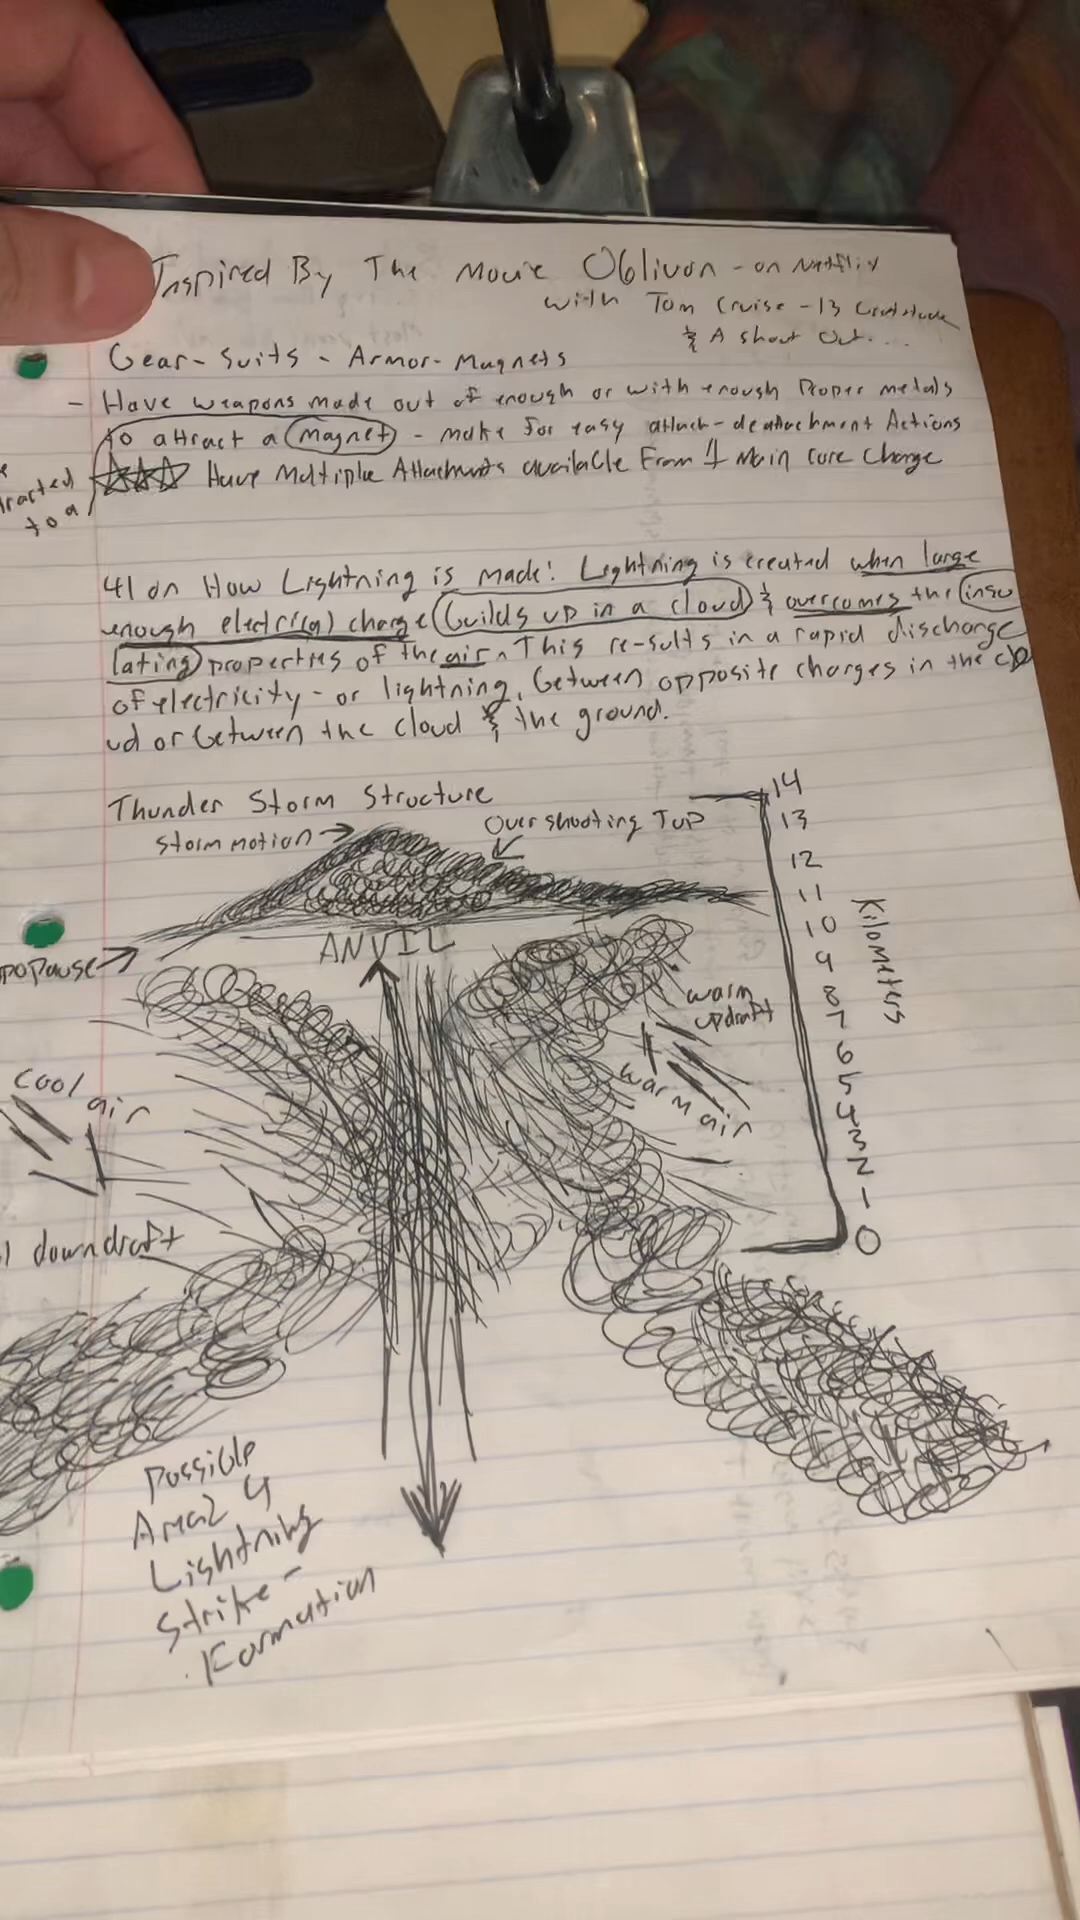 Inspired By The Movie Oblivon - on Netflix
with Tom Cruise - 13
& A shout Out....
Gear - Suits - Armor - Magnets
- Have weapons made out of enough or with enough Proper metals
to attract a magnet - make for easy attach - deattachment Actions
Have Multiple Attachments available From 1 Main core charge
tracted
to a
41 on How Lightning is made: Lightning is created when large
enough electrical charge builds up in a cloud & overcomes the insu
lating properties of the air. This re-sults in a rapid discharge
of electricity - or lightning, between opposite charges in the clo
ud or between the cloud & the ground.
Thunder Storm Structure
Storm motion
Over shooting Top
ANVIL
popause
warm
updraft
warm air
cool
air
l downdraft
14
13
12
11
10
9
8
7
6
5
4
3
2
1
0
Kilometers
Possible
Area 4
Lightning
Strike -
Formation